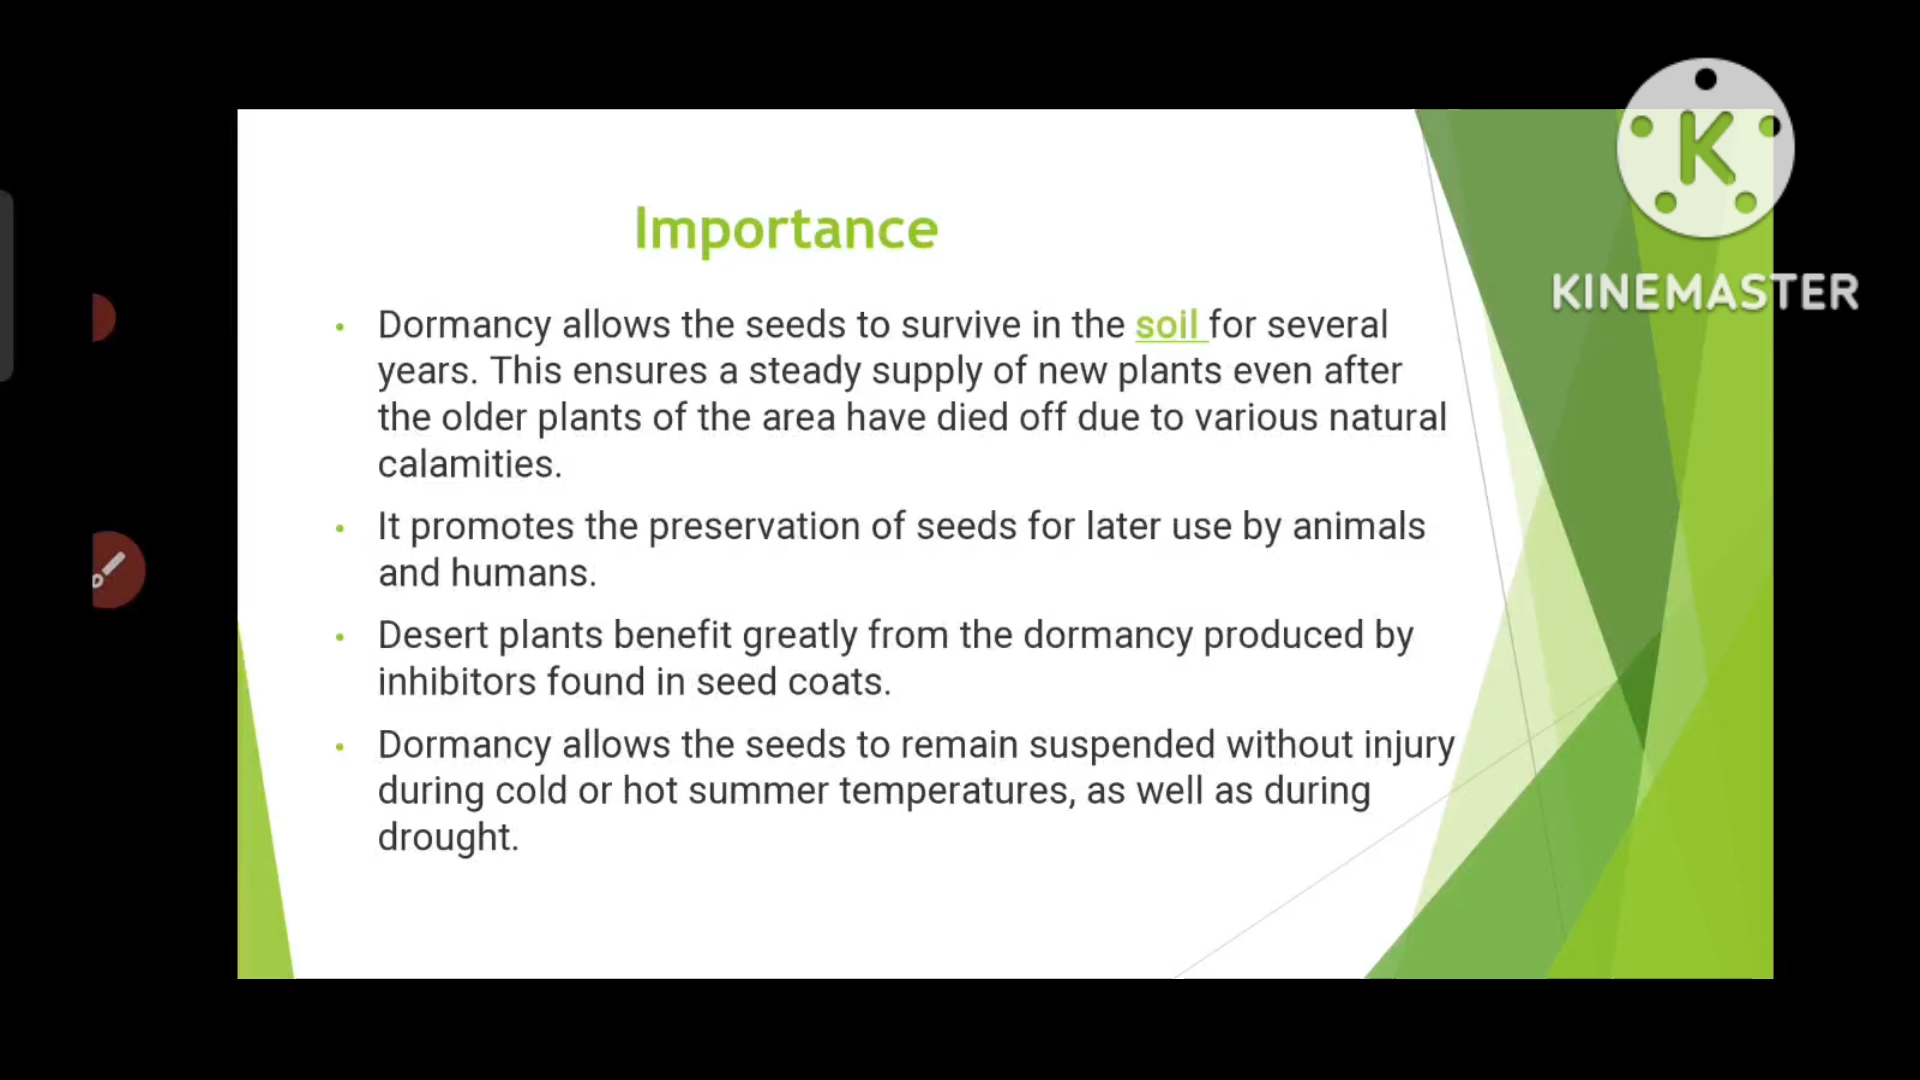 K
KINEMASTER
Importance
• Dormancy allows the seeds to survive in the soil for several
years. This ensures a steady supply of new plants even after
the older plants of the area have died off due to various natural
calamities.
• It promotes the preservation of seeds for later use by animals
and humans.
• Desert plants benefit greatly from the dormancy produced by
inhibitors found in seed coats.
• Dormancy allows the seeds to remain suspended without injury
during cold or hot summer temperatures, as well as during
drought.